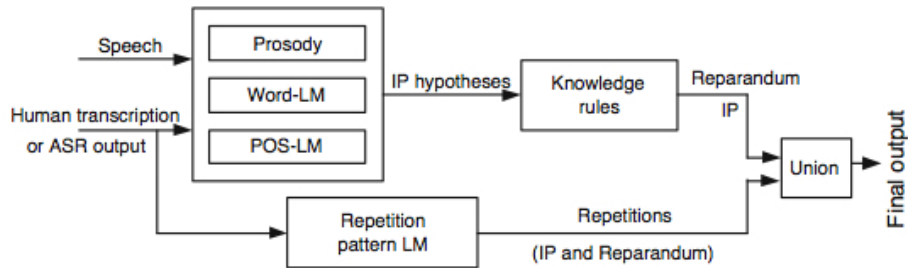 Speech
Human transcription
or ASR output
Prosody
Word-LM
POS-LM
IP hypotheses
Knowledge
rules
Reparandum
IP
Repetition
pattern LM
Repetitions
(IP and Reparandum)
Union
Final output